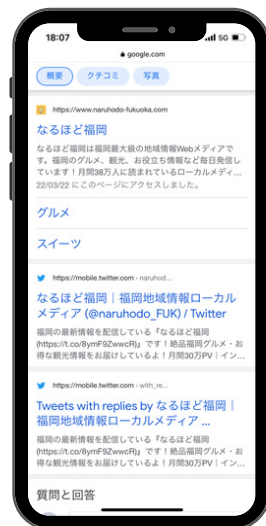 18:07
5G
google.com
概要
クチコミ
写真
https://www.naruhodo-fukuoka.com
なるほど福岡
なるほど福岡は福岡最大級の地域情報Webメディアで
す。福岡のグルメ、観光、お役立ち情報など毎日発信し
ています！月間38万人に読まれているローカルメディ...
22/03/22 にこのページにアクセスしました。
グルメ
スイーツ
https://mobile.twitter.com › naruhod...
なるほど福岡｜福岡地域情報ローカル
メディア (@naruhodo_FUK) / Twitter
福岡の最新情報を配信している『なるほど福岡
(https://t.co/8ymF9ZwwcR)』です！絶品福岡グルメ・お
得な観光情報をお届けしているよ！月間30万PV｜イン...
https://mobile.twitter.com › with_re...
Tweets with replies by なるほど福岡｜
福岡地域情報ローカルメディア ...
福岡の最新情報を配信している『なるほど福岡
(https://t.co/8ymF9ZwwcR)』です！絶品福岡グルメ・お
得な観光情報をお届けしているよ！月間30万PV｜イン...
質問と回答